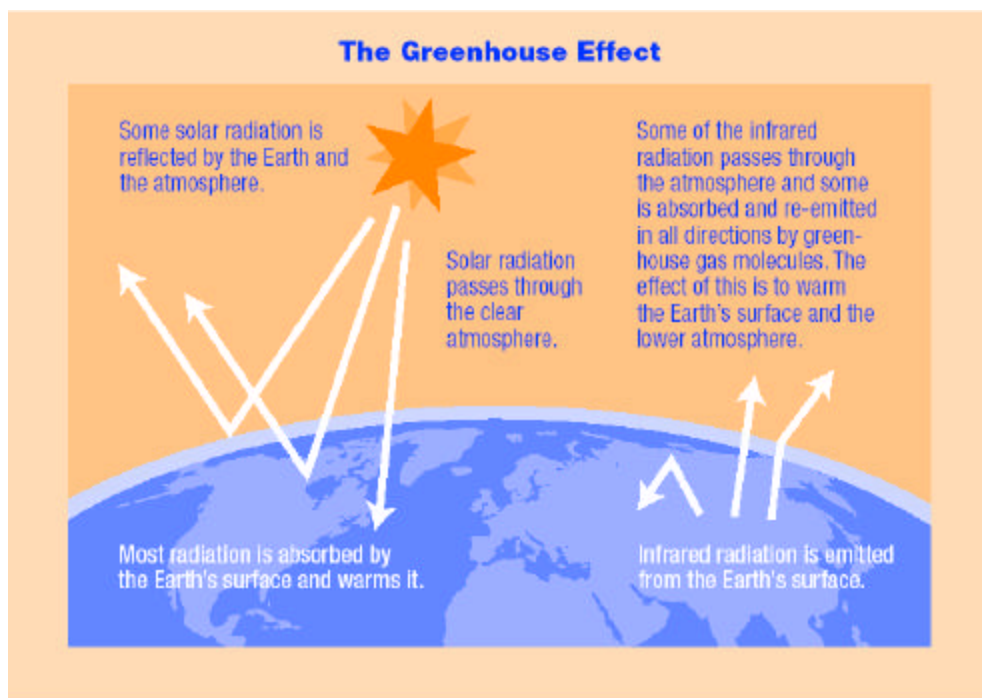 The Greenhouse Effect
Some solar radiation is
reflected by the Earth and
the atmosphere.
Solar radiation
passes through
the clear
atmosphere.
Some of the infrared
radiation passes through
the atmosphere and some
is absorbed and re-emitted
in all directions by green-
house gas molecules. The
effect of this is to warm
the Earth's surface and the
lower atmosphere.
Most radiation is absorbed by
the Earth's surface and warms it.
Infrared radiation is emitted
from the Earth's surface.